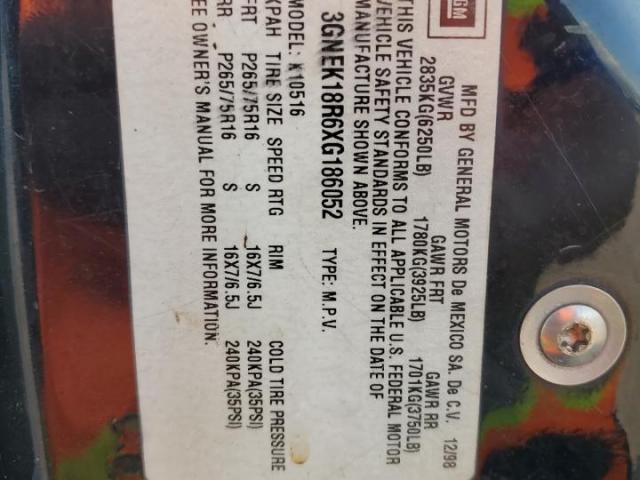 GM
MFD BY GENERAL MOTORS De MEXICO SA. De C.V. 12/98
GVWR GAWR FRT GAWR RR
2835KG(6250LB) 1780KG(3925LB) 1701KG(3750LB)
THIS VEHICLE CONFORMS TO ALL APPLICABLE U.S. FEDERAL MOTOR
VEHICLE SAFETY STANDARDS IN EFFECT ON THE DATE OF
MANUFACTURE SHOWN ABOVE.
3GNEK18R6XG186052 TYPE: M.P.V.
MODEL: K10516
KPAH TIRE SIZE SPEED RTG RIM COLD TIRE PRESSURE
FRT P265/75R16 S 16X7/6.5J 240KPA(35PSI)
RR P265/75R16 S 16X7/6.5J 240KPA(35PSI)
SEE OWNER'S MANUAL FOR MORE INFORMATION.